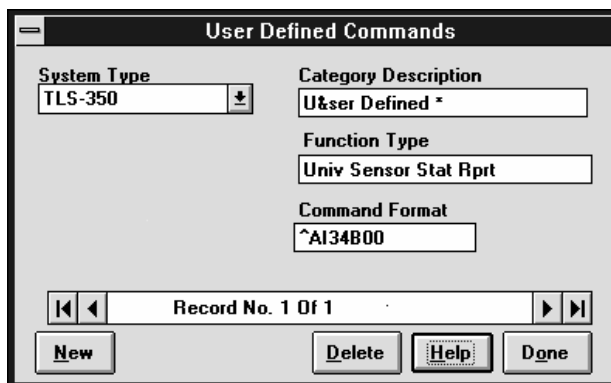 User Defined Commands
System Type
TLS-350
Category Description
U&ser Defined *
Function Type
Univ Sensor Stat Rprt
Command Format
^AI34B00
Record No. 1 Of 1
New
Delete
Help
Done